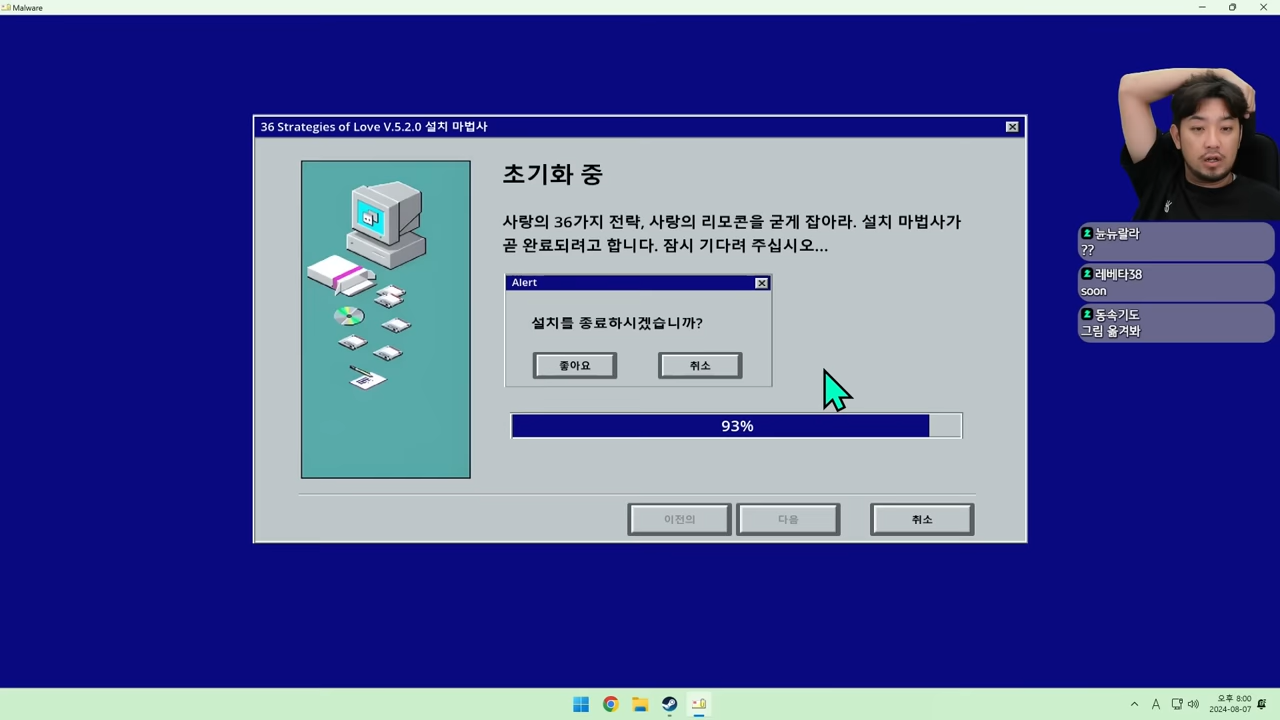 Malware
36 Strategies of Love V.5.2.0 설치 마법사
초기화 중
사랑의 36가지 전략, 사랑의 리모콘을 굳게 잡아라. 설치 마법사가
곧 완료되려고 합니다. 잠시 기다려 주십시오...
Alert
설치를 종료하시겠습니까?
좋아요
취소
93%
이전의
다음
취소
눈뉴랄라
??
레베타38
soon
동속기도
그림 옮겨봐
A
오후 8:00
2024-08-07